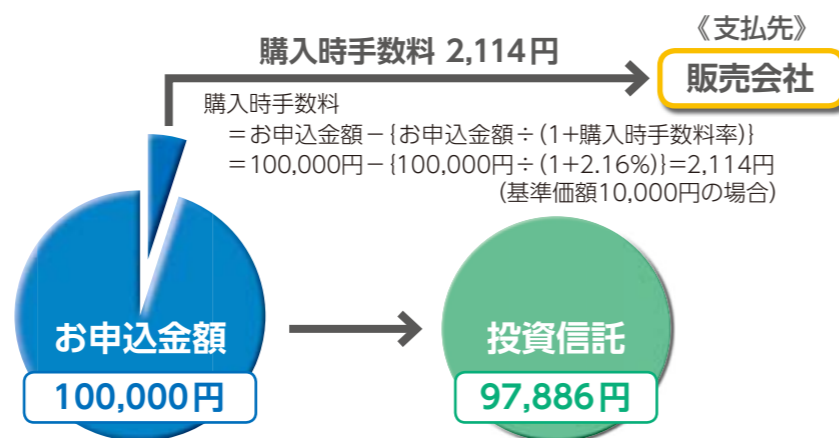 《支払先》
購入時手数料 2,114円
販売会社
購入時手数料
=お申込金額−{お申込金額÷(1+購入時手数料率)}
=100,000円−{100,000円÷(1+2.16%)}=2,114円
(基準価額10,000円の場合)
お申込金額
100,000円
投資信託
97,886円